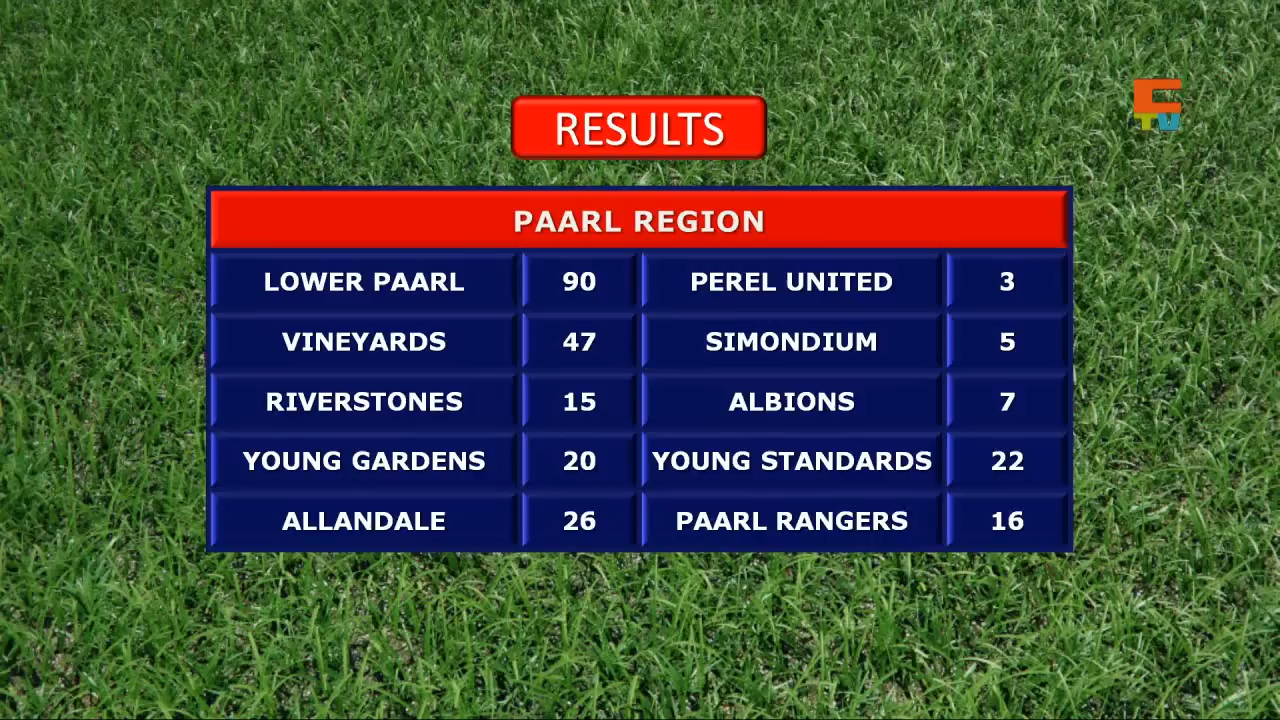 RESULTS
CTV
PAARL REGION
LOWER PAARL 90 PEREL UNITED 3
VINEYARDS 47 SIMONDIUM 5
RIVERSTONES 15 ALBIONS 7
YOUNG GARDENS 20 YOUNG STANDARDS 22
ALLANDALE 26 PAARL RANGERS 16